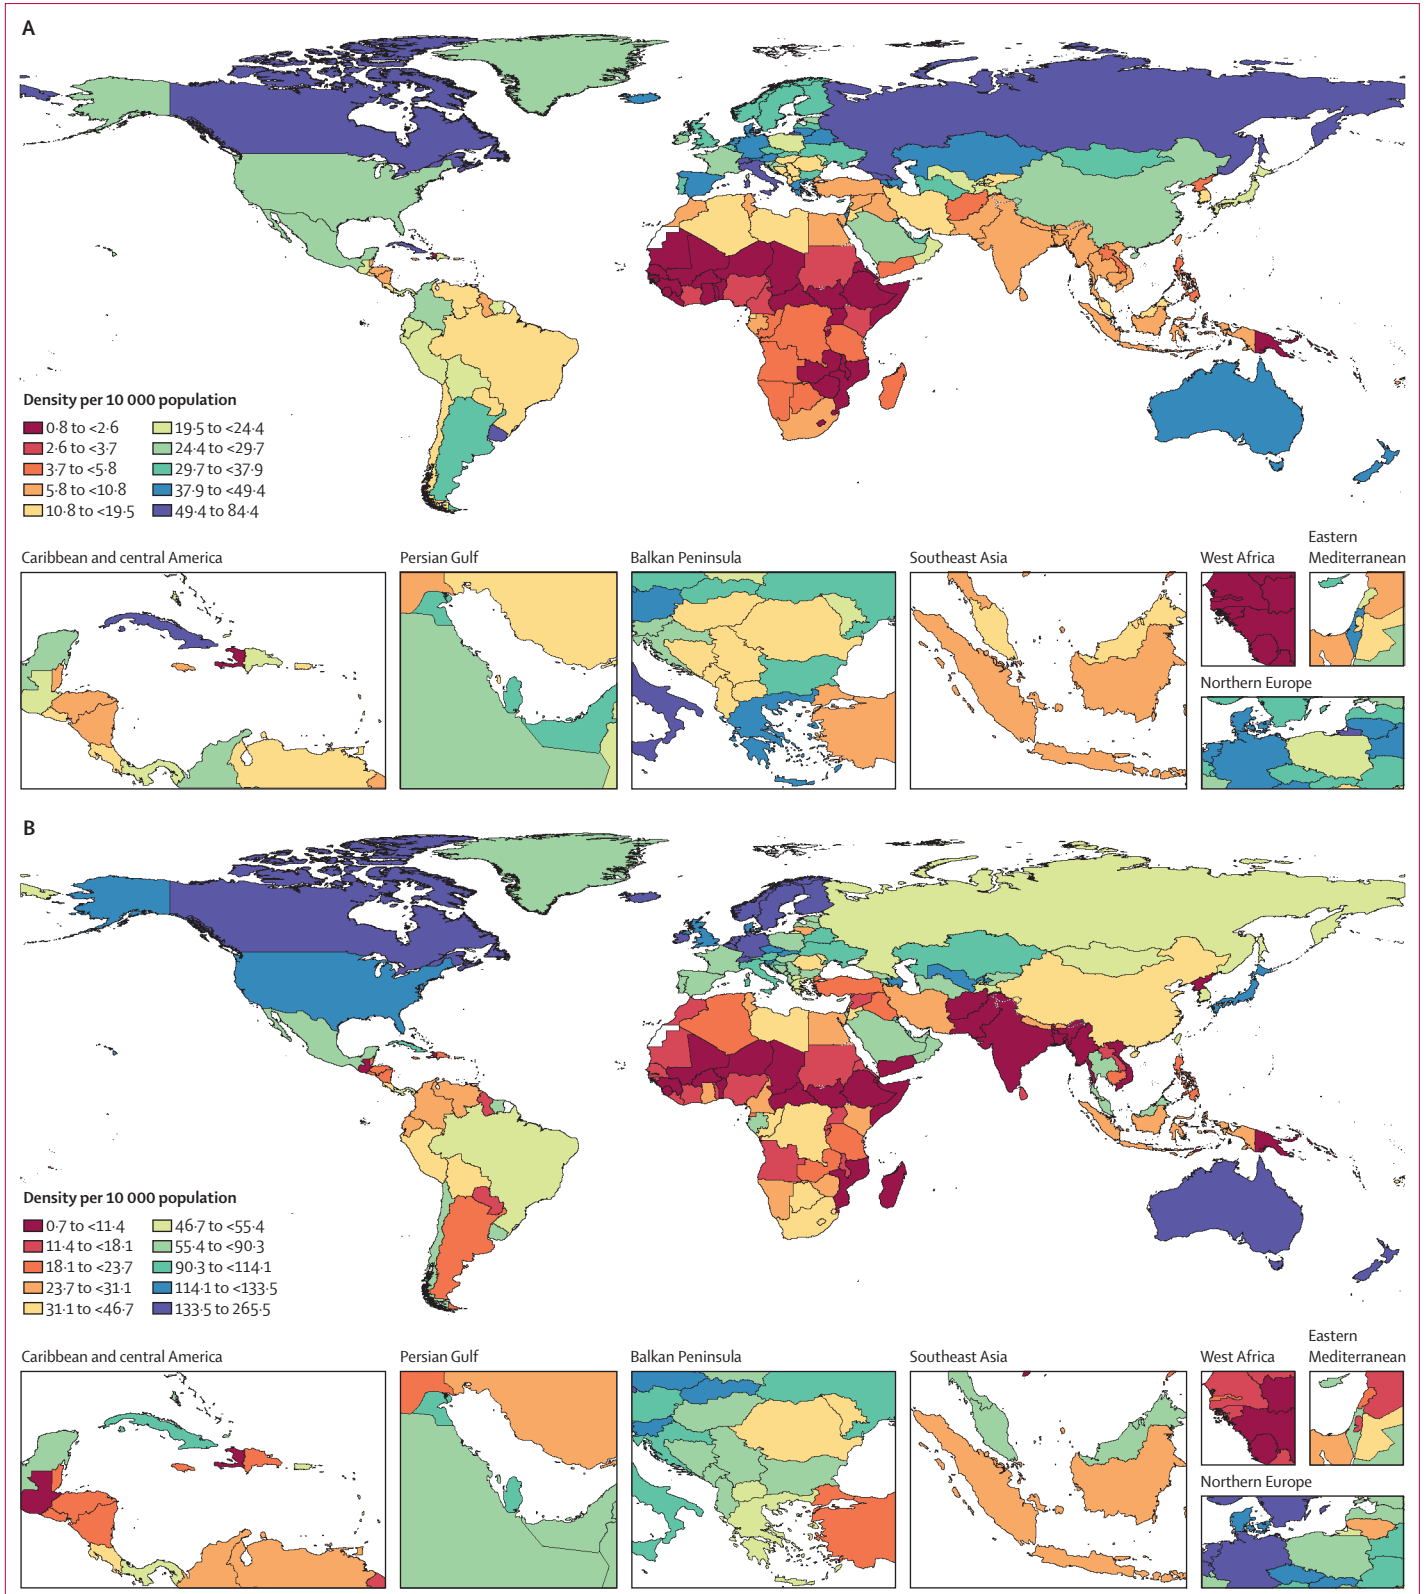 A
Density per 10 000 population
0·8 to <2·6
2·6 to <3·7
3·7 to <5·8
5·8 to <10·8
10·8 to <19·5
19·5 to <24·4
24·4 to <29·7
29·7 to <37·9
37·9 to <49·4
49·4 to 84·4
Caribbean and central America
Persian Gulf
Balkan Peninsula
Southeast Asia
West Africa
Eastern
Mediterranean
Northern Europe
B
Density per 10 000 population
0·7 to <11·4
11·4 to <18·1
18·1 to <23·7
23·7 to <31·1
31·1 to <46·7
46·7 to <55·4
55·4 to <90·3
90·3 to <114·1
114·1 to <133·5
133·5 to 265·5
Caribbean and central America
Persian Gulf
Balkan Peninsula
Southeast Asia
West Africa
Eastern
Mediterranean
Northern Europe